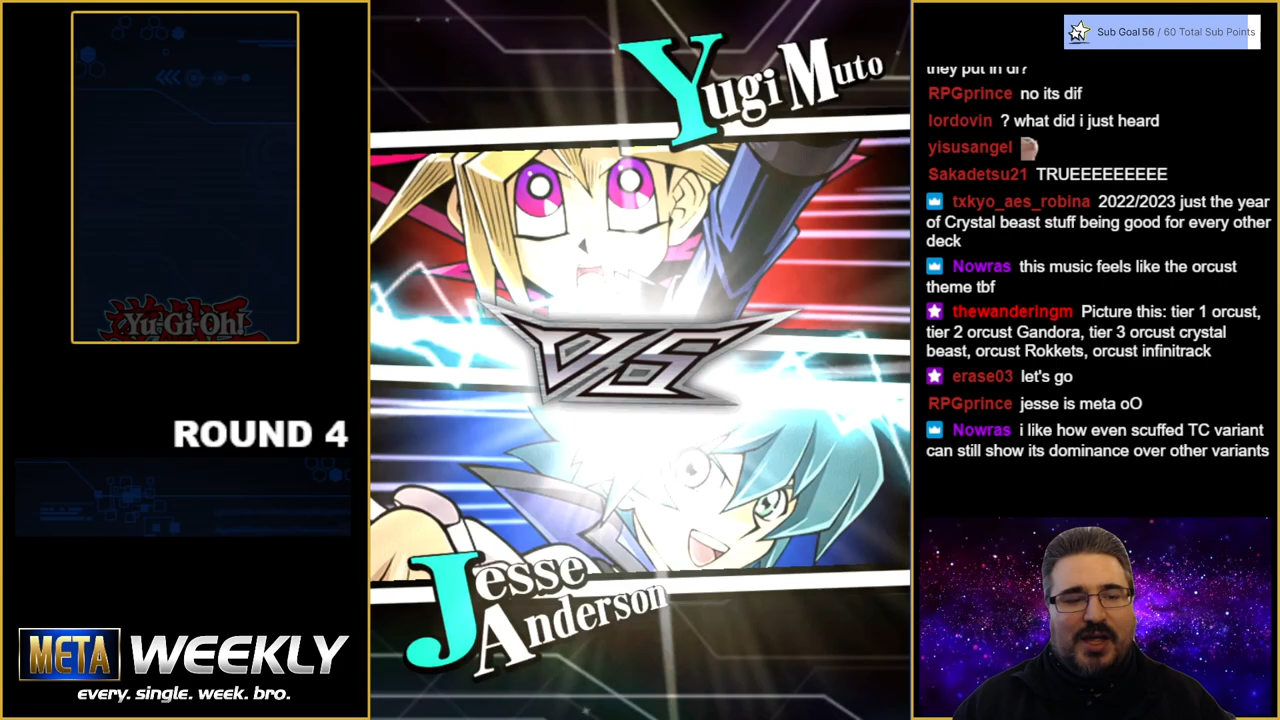 Yu-Gi-Oh!
ROUND 4
META WEEKLY
every. single. week. bro.
Yugi Muto
VS
Jesse
Anderson
Sub Goal 56 / 60 Total Sub Points
they put in dl?
RPGprince no its dif
lordovin ? what did i just heard
yisusangel
Sakadetsu21 TRUEEEEEEEEE
txkyo_aes_robina 2022/2023 just the year
of Crystal beast stuff being good for every other
deck
Nowras this music feels like the orcust
theme tbf
thewanderingm Picture this: tier 1 orcust,
tier 2 orcust Gandora, tier 3 orcust crystal
beast, orcust Rokkets, orcust infinitrack
erase03 let's go
RPGprince jesse is meta oO
Nowras i like how even scuffed TC variant
can still show its dominance over other variants